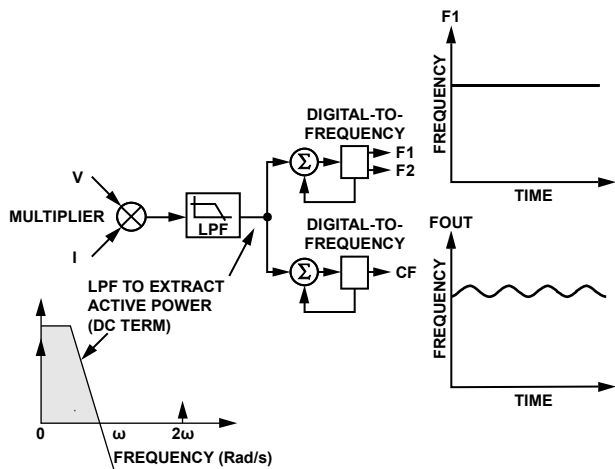 V
MULTIPLIER
I
LPF
DIGITAL-TO-
FREQUENCY
Σ
F1
F2
DIGITAL-TO-
FREQUENCY
Σ
CF
LPF TO EXTRACT
ACTIVE POWER
(DC TERM)
0
ω
2ω
FREQUENCY (Rad/s)
F1
FREQUENCY
TIME
FOUT
FREQUENCY
TIME